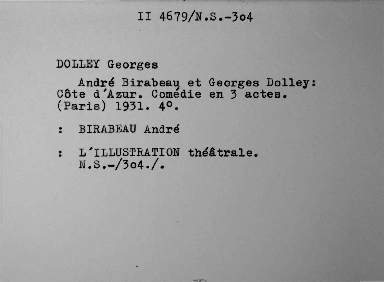 II 4679/N.S.-304
DOLLEY Georges
André Birabeau et Georges Dolley:
Côte d'Azur. Comédie en 3 actes.
(Paris) 1931. 4°.
: BIRABEAU André
: L'ILLUSTRATION théâtrale.
N.S.-/304./.